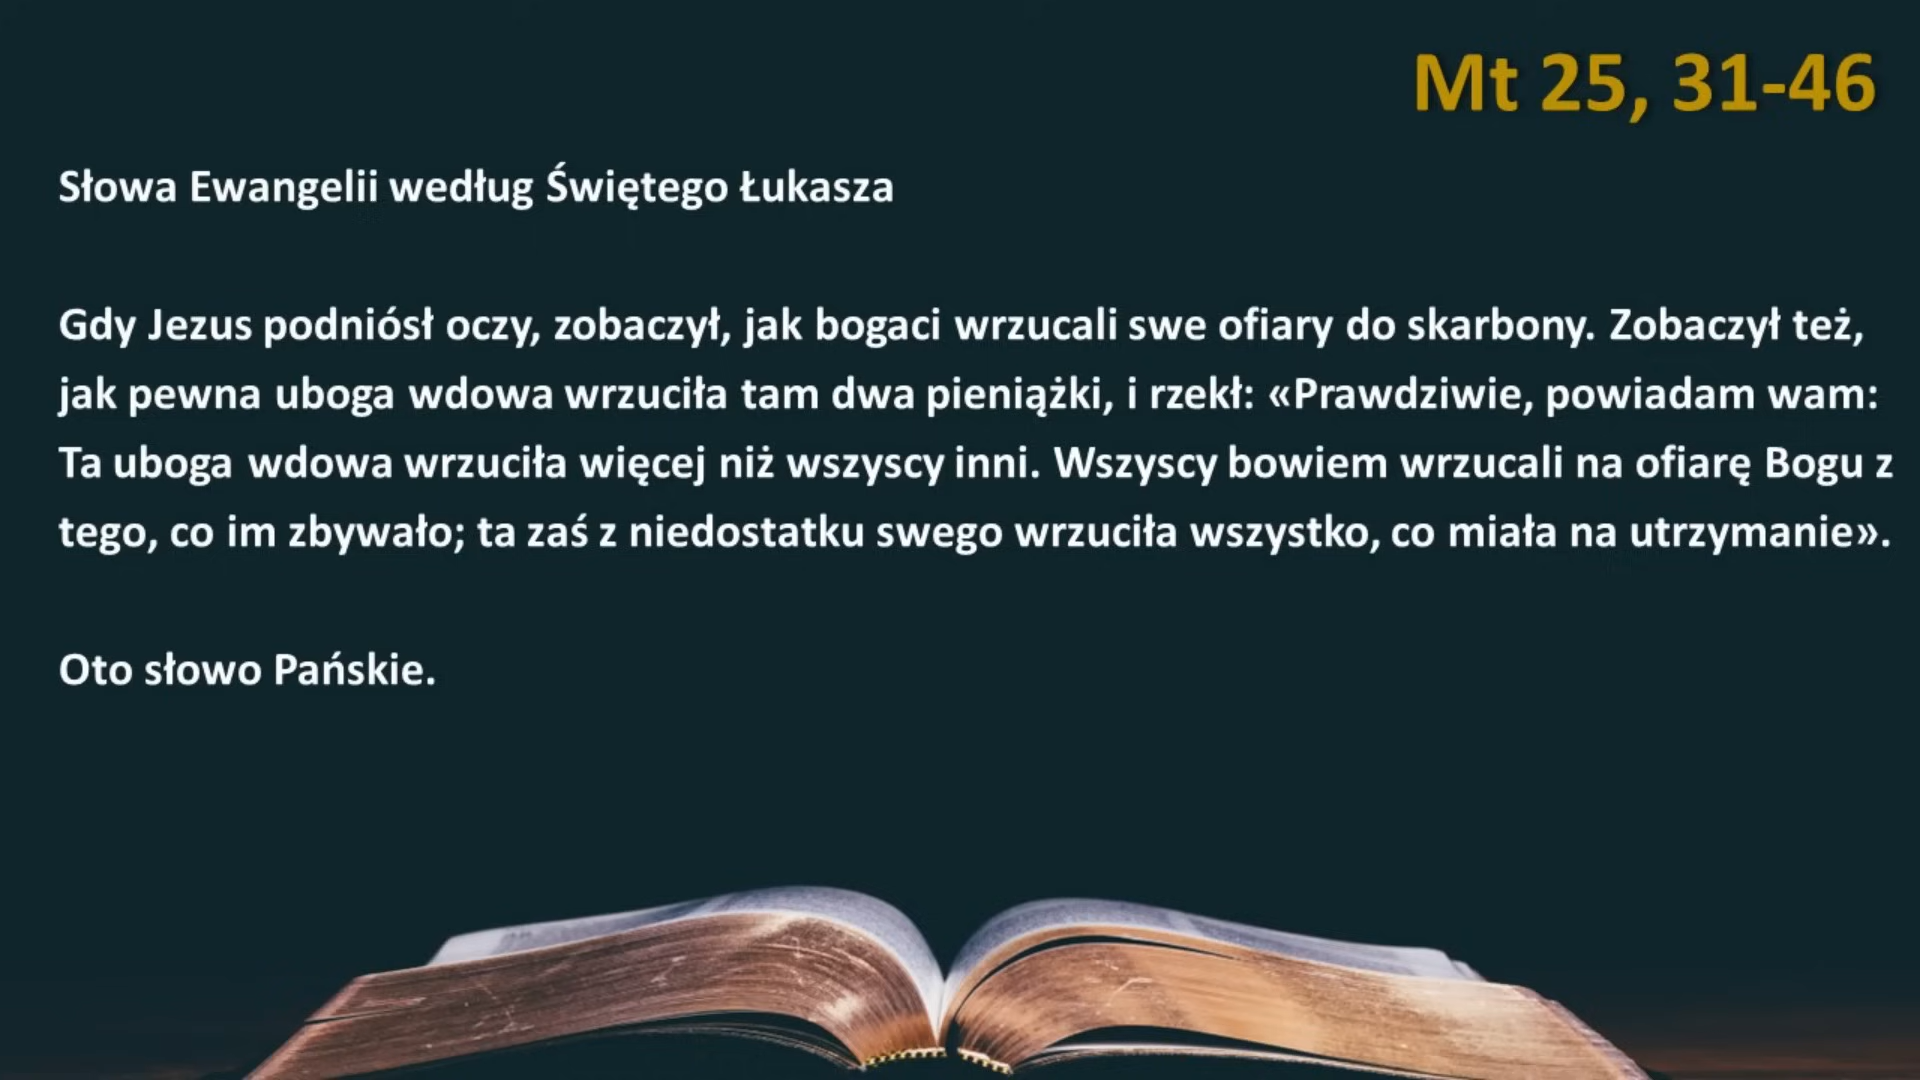 Mt 25, 31-46
Słowa Ewangelii według Świętego Łukasza
Gdy Jezus podniósł oczy, zobaczył, jak bogaci wrzucali swe ofiary do skarbony. Zobaczył też,
jak pewna uboga wdowa wrzuciła tam dwa pieniążki, i rzekł: «Prawdziwie, powiadam wam:
Ta uboga wdowa wrzuciła więcej niż wszyscy inni. Wszyscy bowiem wrzucali na ofiarę Bogu z
tego, co im zbywało; ta zaś z niedostatku swego wrzuciła wszystko, co miała na utrzymanie».
Oto słowo Pańskie.